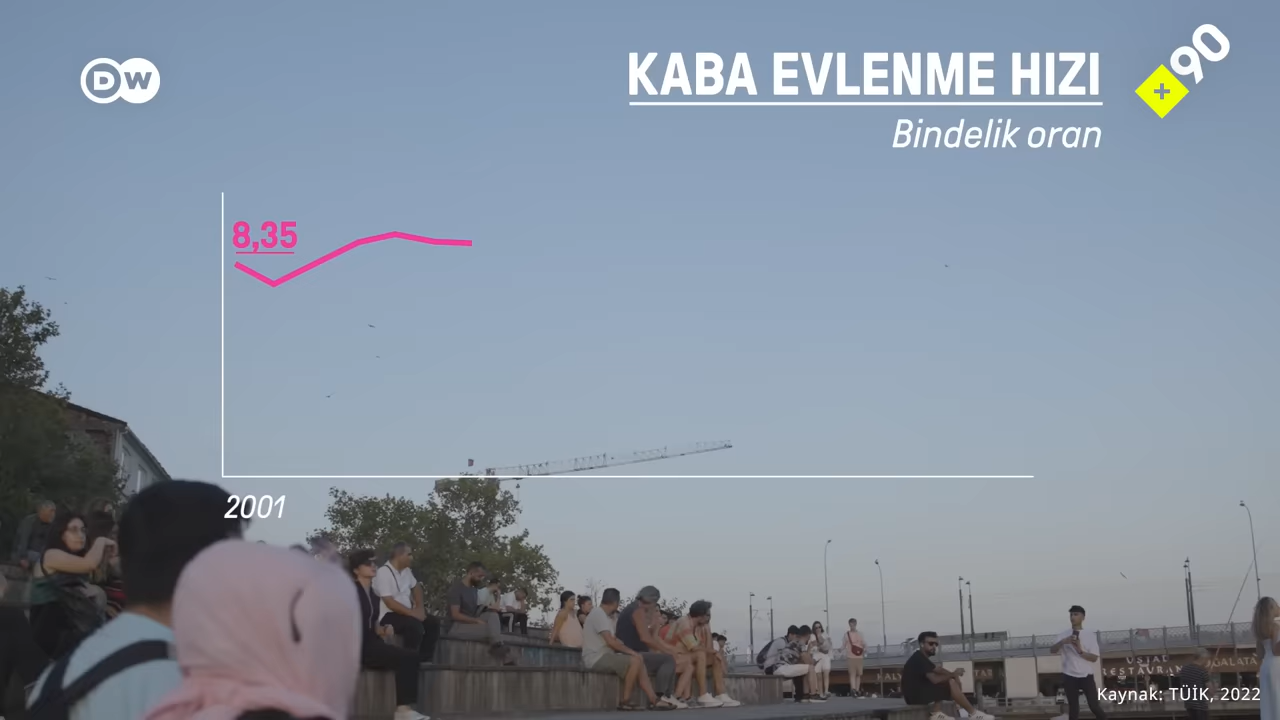 DW
KABA EVLENME HIZI
+90
Bindelik oran
8,35
2001
Kaynak: TÜİK, 2022